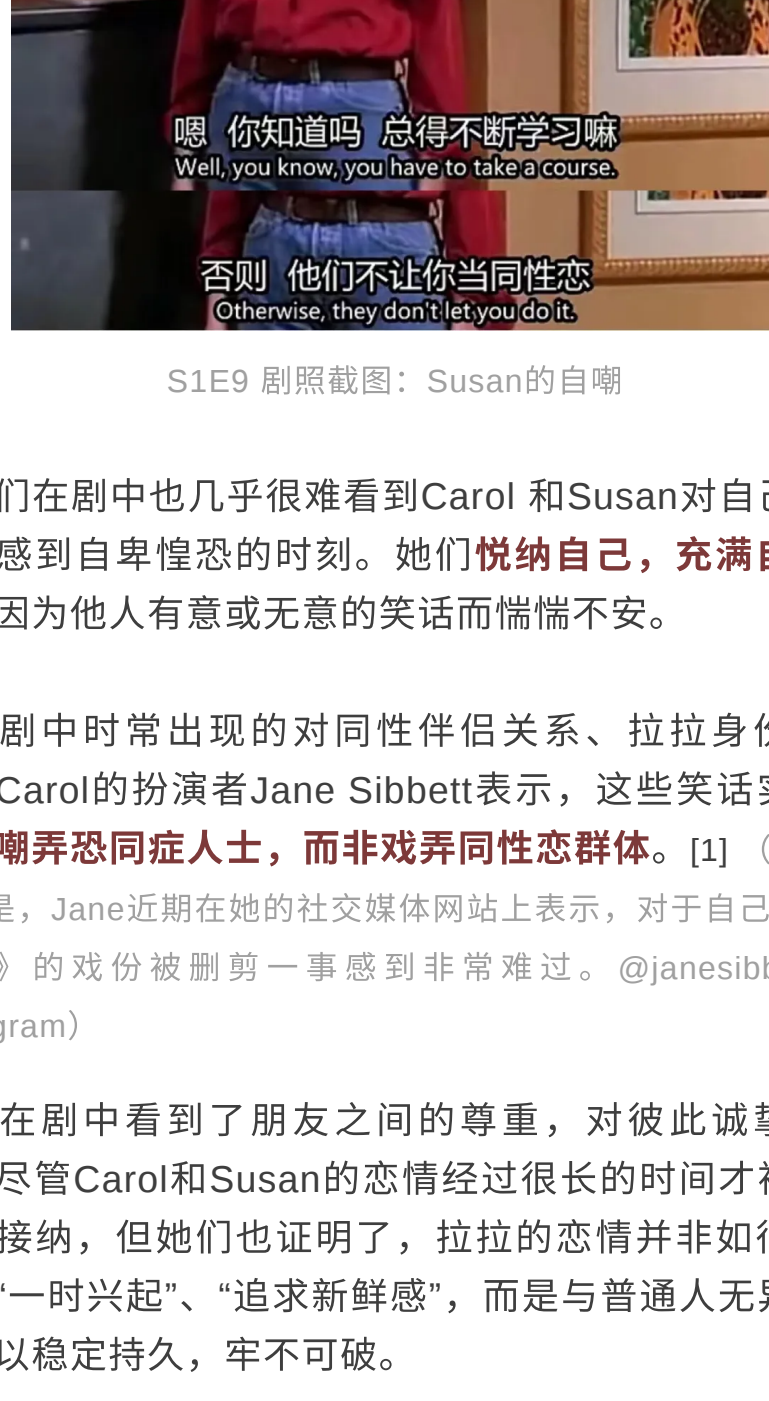 嗯 你知道吗 总得不断学习嘛
Well, you know, you have to take a course.
否则 他们不让你当同性恋
Otherwise, they don't let you do it.
S1E9 剧照截图：Susan的自嘲
们在剧中也几乎很难看到Carol 和Susan对自己
感到自卑惶恐的时刻。她们悦纳自己，充满自
因为他人有意或无意的笑话而惴惴不安。
剧中时常出现的对同性伴侣关系、拉拉身份
Carol的扮演者Jane Sibbett表示，这些笑话实
嘲弄恐同症人士，而非戏弄同性恋群体。[1] （
是，Jane近期在她的社交媒体网站上表示，对于自己
》的戏份被删剪一事感到非常难过。@janesibb
gram）
在剧中看到了朋友之间的尊重，对彼此诚挚
尽管Carol和Susan的恋情经过很长的时间才被
接纳，但她们也证明了，拉拉的恋情并非如很
“一时兴起”、“追求新鲜感”，而是与普通人无异
以稳定持久，牢不可破。